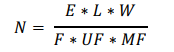 N = E * L * W
F * UF * MF